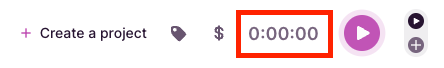 + Create a project $ 0:00:00